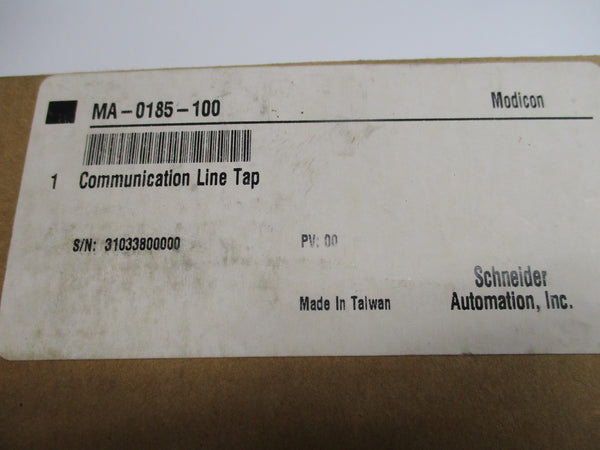 MA-0185-100 Modicon
1 Communication Line Tap
S/N: 31033800000 PV: 00
Schneider
Made In Taiwan Automation, Inc.